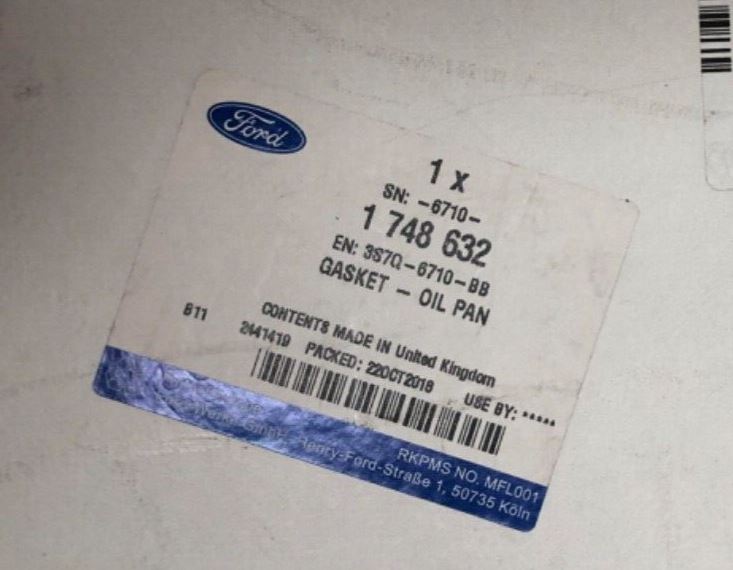 Ford
1 x
SN: -6710-
1 748 632
EN: 3S7Q-6710-BB
GASKET - OIL PAN
CONTENTS MADE IN United Kingdom
B11 2441419 PACKED: 22OCT2018 USE BY: *****
RKPMS NO. MFL001
Henry-Ford-Straße 1, 50735 Köln